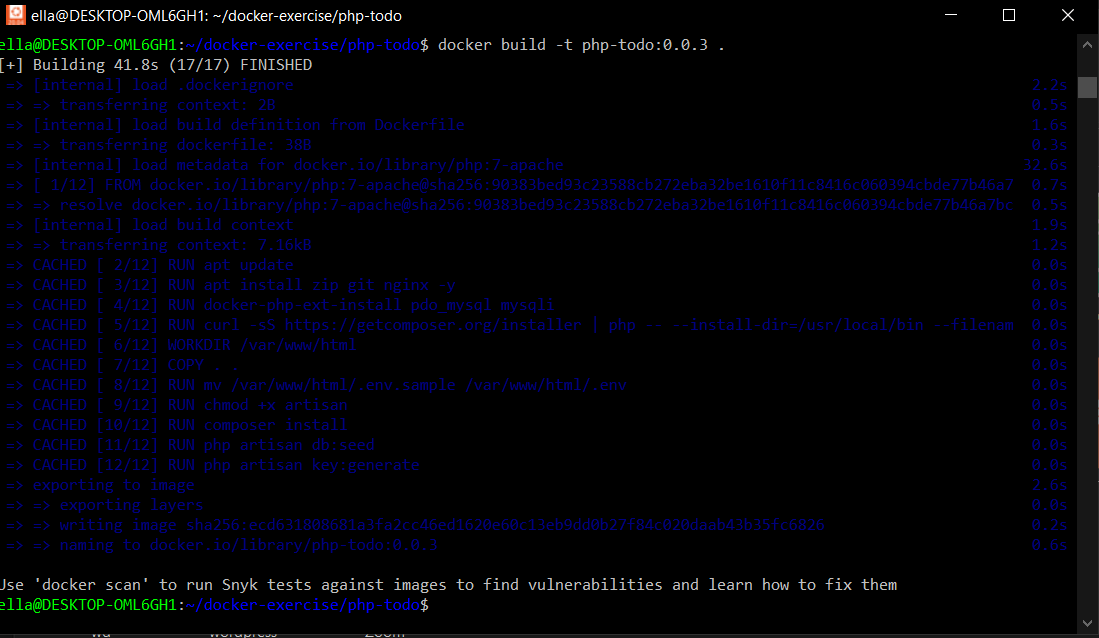 ella@DESKTOP-OML6GH1: ~/docker-exercise/php-todo
ella@DESKTOP-OML6GH1:~/docker-exercise/php-todo$ docker build -t php-todo:0.0.3 .
[+] Building 41.8s (17/17) FINISHED
=> [internal] load .dockerignore 2.2s
=> => transferring context: 2B 0.5s
=> [internal] load build definition from Dockerfile 1.6s
=> => transferring dockerfile: 38B 0.3s
=> [internal] load metadata for docker.io/library/php:7-apache 32.6s
=> [ 1/12] FROM docker.io/library/php:7-apache@sha256:90383bed93c23588cb272eba32be1610f11c8416c060394cbde77b46a7 0.7s
=> => resolve docker.io/library/php:7-apache@sha256:90383bed93c23588cb272eba32be1610f11c8416c060394cbde77b46a7bc 0.5s
=> [internal] load build context 1.9s
=> => transferring context: 7.16kB 1.2s
=> CACHED [ 2/12] RUN apt update 0.0s
=> CACHED [ 3/12] RUN apt install zip git nginx -y 0.0s
=> CACHED [ 4/12] RUN docker-php-ext-install pdo_mysql mysqli 0.0s
=> CACHED [ 5/12] RUN curl -sS https://getcomposer.org/installer | php -- --install-dir=/usr/local/bin --filenam 0.0s
=> CACHED [ 6/12] WORKDIR /var/www/html 0.0s
=> CACHED [ 7/12] COPY . . 0.0s
=> CACHED [ 8/12] RUN mv /var/www/html/.env.sample /var/www/html/.env 0.0s
=> CACHED [ 9/12] RUN chmod +x artisan 0.0s
=> CACHED [10/12] RUN composer install 0.0s
=> CACHED [11/12] RUN php artisan db:seed 0.0s
=> CACHED [12/12] RUN php artisan key:generate 0.0s
=> exporting to image 2.6s
=> => exporting layers 0.0s
=> => writing image sha256:ecd631808681a3fa2cc46ed1620e60c13eb9dd0b27f84c020daab43b35fc6826 0.2s
=> => naming to docker.io/library/php-todo:0.0.3 0.6s
Use 'docker scan' to run Snyk tests against images to find vulnerabilities and learn how to fix them
ella@DESKTOP-OML6GH1:~/docker-exercise/php-todo$